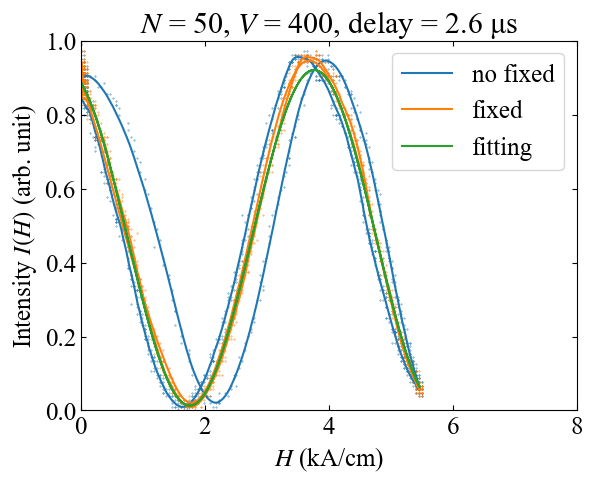 N = 50, V = 400, delay = 2.6 μs
Intensity I(H) (arb. unit)
1.0
0.8
0.6
0.4
0.2
0.0
no fixed
fixed
fitting
0 2 4 6 8
H (kA/cm)